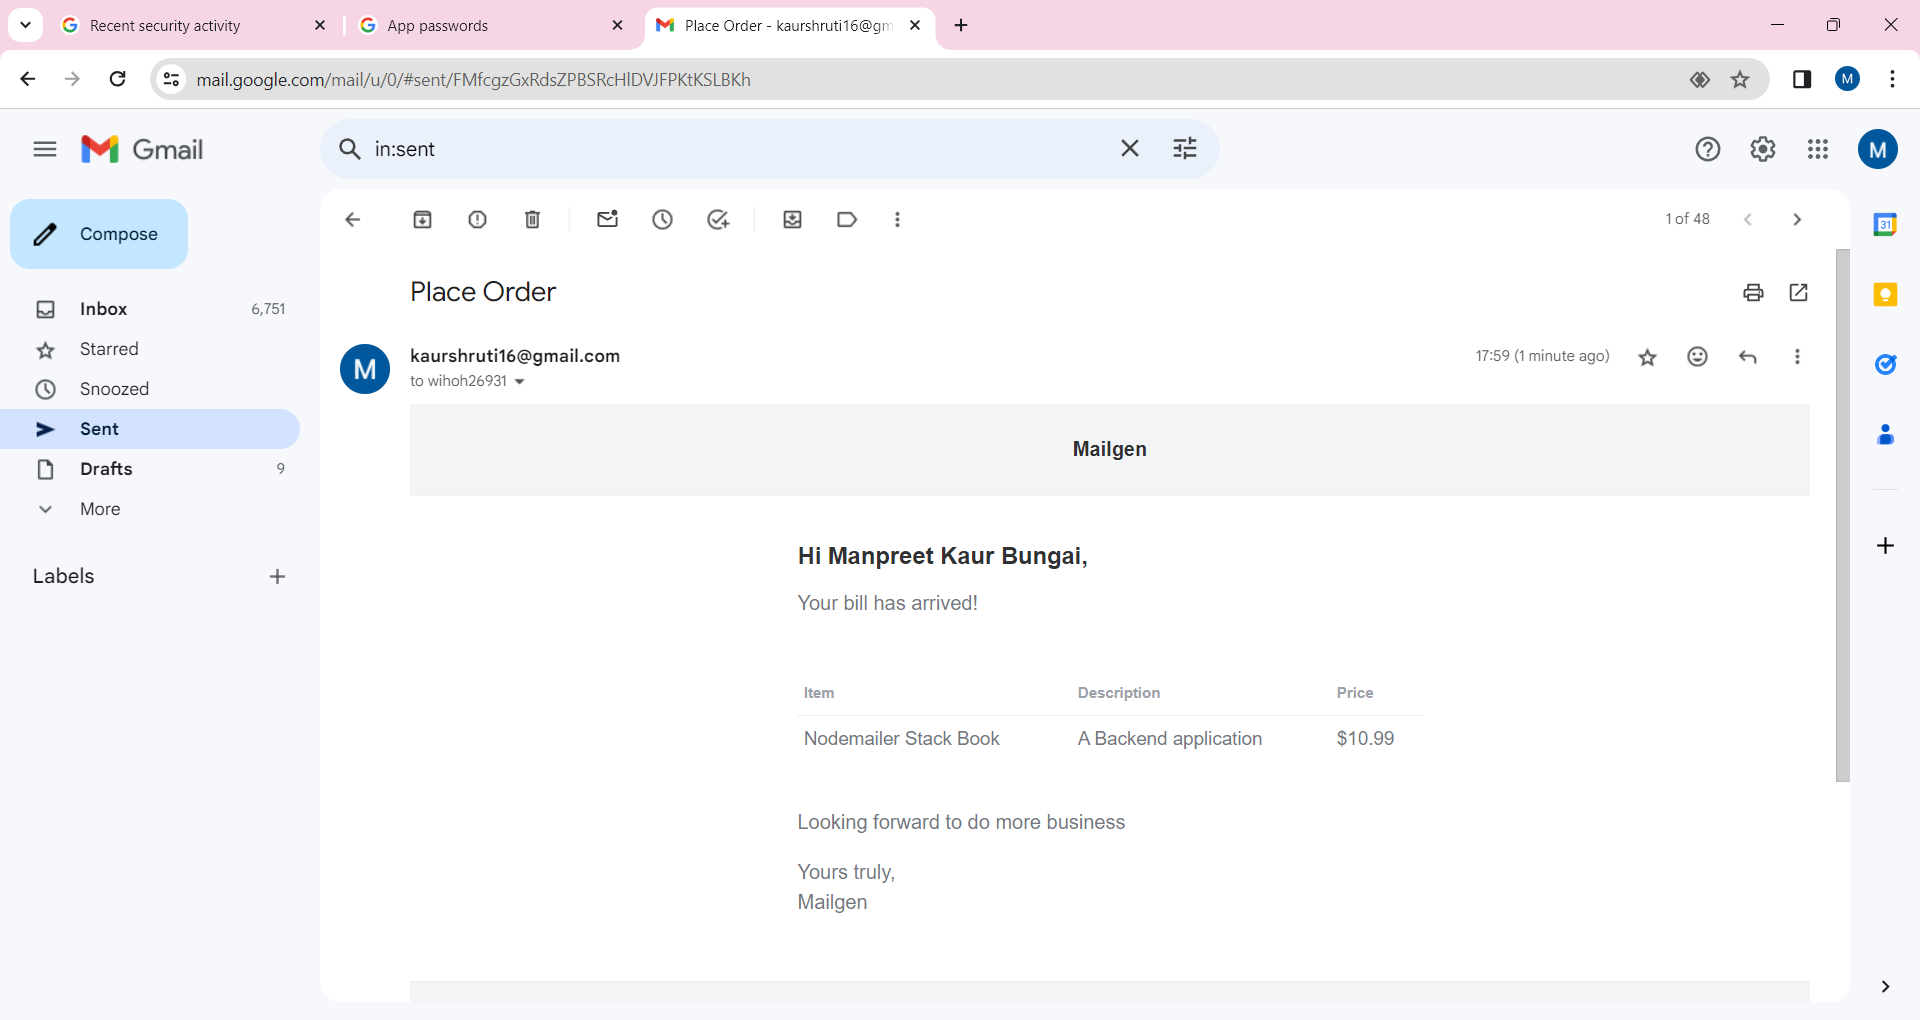 Recent security activity
App passwords
Place Order - kaurshruti16@gm
mail.google.com/mail/u/0/#sent/FMfcgzGxRdsZPBSRcHlDVJFPKtKSLBKh
M
Gmail
in:sent
M
Compose
1 of 48
31
Place Order
Inbox 6,751
Starred
Snoozed
Sent
Drafts 9
More
Labels
M
kaurshruti16@gmail.com
17:59 (1 minute ago)
to wihoh26931
Mailgen
Hi Manpreet Kaur Bungai,
Your bill has arrived!
Item Description Price
Nodemailer Stack Book A Backend application $10.99
Looking forward to do more business
Yours truly,
Mailgen